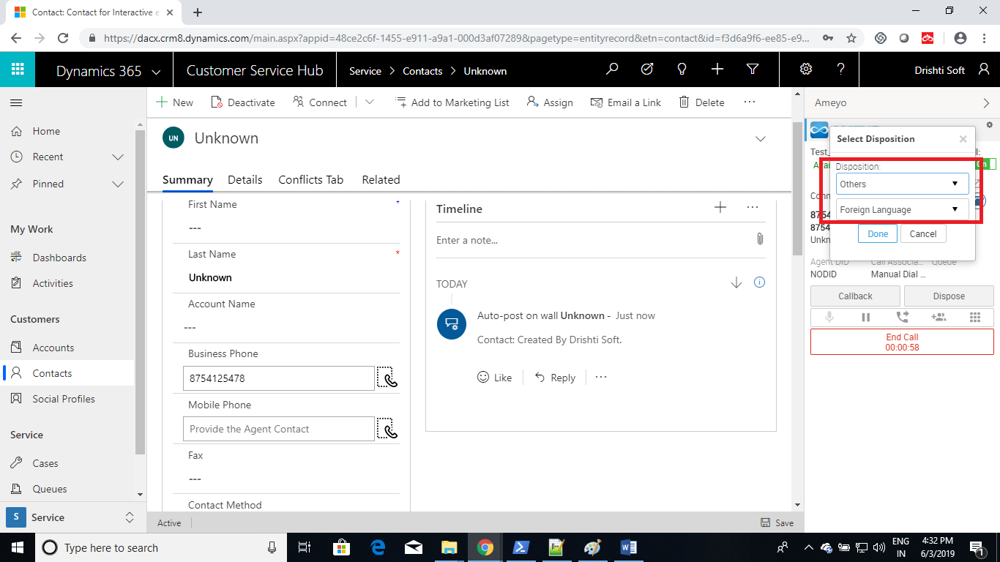 Contact: Contact for Interactive e
https://dacx.crm8.dynamics.com/main.aspx?appid=48ce2c6f-1455-e911-a9a1-000d3af07289&pagetype=entityrecord&etn=contact&id=f3d6a9f6-ee85-e9...
Dynamics 365
Customer Service Hub
Service > Contacts > Unknown
Drishti Soft
Home
Recent
Pinned
My Work
Dashboards
Activities
Customers
Accounts
Contacts
Social Profiles
Service
Cases
Queues
S Service
New
Deactivate
Connect
Add to Marketing List
Assign
Email a Link
Delete
UN Unknown
Summary
Details
Conflicts Tab
Related
First Name
---
Last Name *
Unknown
Account Name
---
Business Phone
8754125478
Mobile Phone
Provide the Agent Contact
Fax
---
Contact Method
Timeline
Enter a note...
TODAY
Auto-post on wall Unknown - Just now
Contact: Created By Drishti Soft.
Like
Reply
Active
Save
Ameyo
Select Disposition
Test_
Disposition:
Others
Foreign Language
Done
Cancel
8754
Agent DID
Call Associa...
Queue
NODID
Manual Dial ...
Callback
Dispose
End Call
00:00:58
Type here to search
ENG
IN
4:32 PM
6/3/2019
1